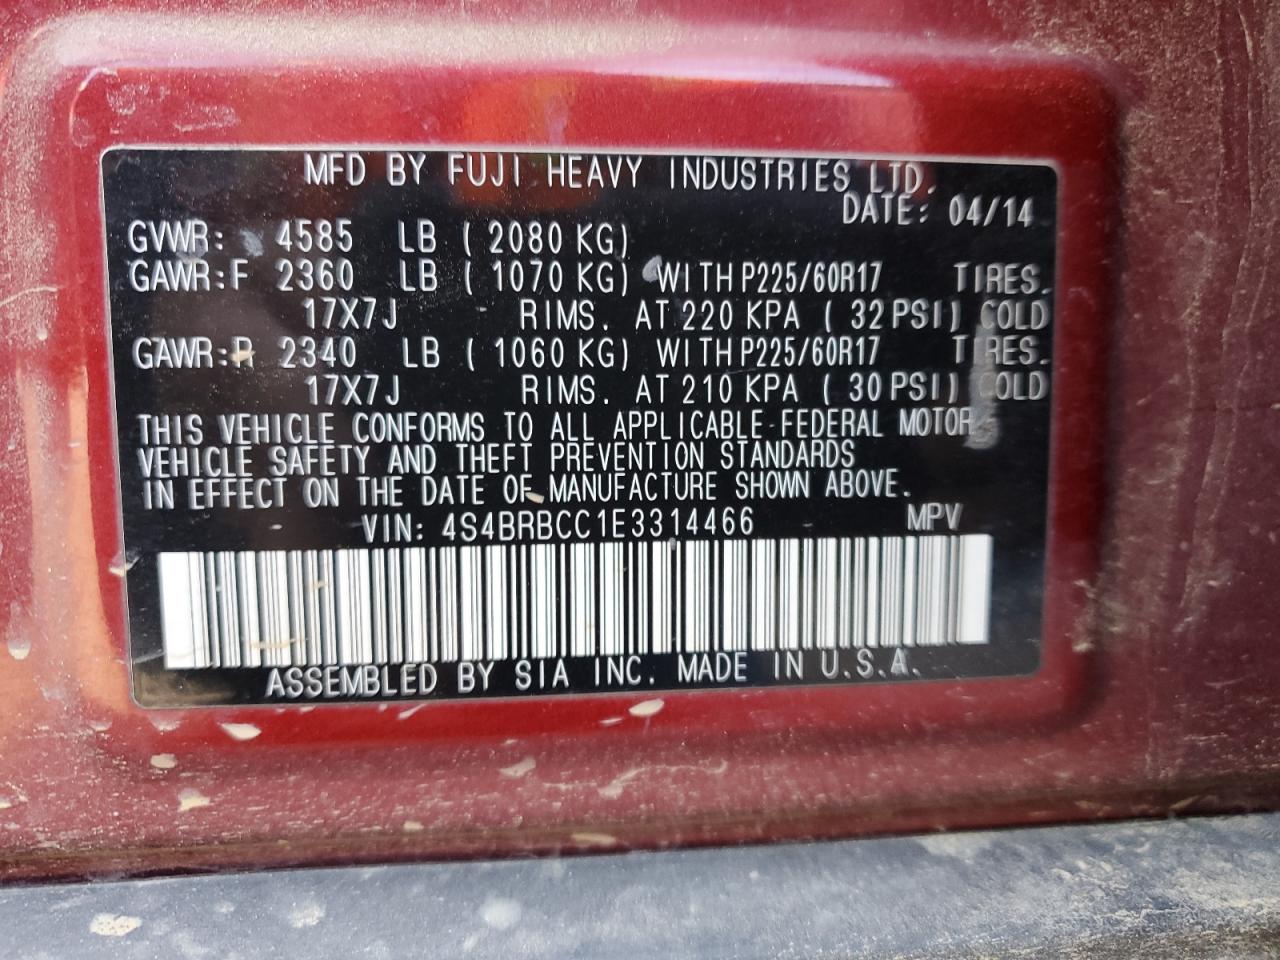 MFD BY FUJI HEAVY INDUSTRIES LTD.
DATE: 04/14
GVWR: 4585 LB ( 2080 KG)
GAWR:F 2360 LB ( 1070 KG) WITH P225/60R17 TIRES.
17X7J RIMS. AT 220 KPA ( 32 PSI) COLD
GAWR:R 2340 LB ( 1060 KG) WITH P225/60R17 TIRES.
17X7J RIMS. AT 210 KPA ( 30 PSI) COLD
THIS VEHICLE CONFORMS TO ALL APPLICABLE FEDERAL MOTOR
VEHICLE SAFETY AND THEFT PREVENTION STANDARDS
IN EFFECT ON THE DATE OF MANUFACTURE SHOWN ABOVE.
VIN: 4S4BRBCC1E3314466 MPV
ASSEMBLED BY SIA INC. MADE IN U.S.A.